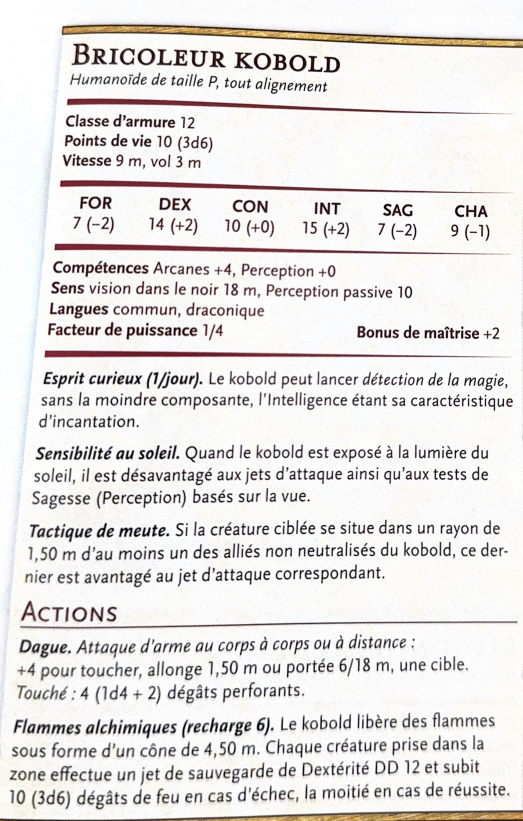 BRICOLEUR KOBOLD
Humanoïde de taille P, tout alignement
Classe d'armure 12
Points de vie 10 (3d6)
Vitesse 9 m, vol 3 m
FOR DEX CON INT SAG CHA
7 (–2) 14 (+2) 10 (+0) 15 (+2) 7 (–2) 9 (–1)
Compétences Arcanes +4, Perception +0
Sens vision dans le noir 18 m, Perception passive 10
Langues commun, draconique
Facteur de puissance 1/4 Bonus de maîtrise +2
Esprit curieux (1/jour). Le kobold peut lancer détection de la magie,
sans la moindre composante, l'Intelligence étant sa caractéristique
d'incantation.
Sensibilité au soleil. Quand le kobold est exposé à la lumière du
soleil, il est désavantagé aux jets d'attaque ainsi qu'aux tests de
Sagesse (Perception) basés sur la vue.
Tactique de meute. Si la créature ciblée se situe dans un rayon de
1,50 m d'au moins un des alliés non neutralisés du kobold, ce der-
nier est avantagé au jet d'attaque correspondant.
ACTIONS
Dague. Attaque d'arme au corps à corps ou à distance :
+4 pour toucher, allonge 1,50 m ou portée 6/18 m, une cible.
Touché : 4 (1d4 + 2) dégâts perforants.
Flammes alchimiques (recharge 6). Le kobold libère des flammes
sous forme d'un cône de 4,50 m. Chaque créature prise dans la
zone effectue un jet de sauvegarde de Dextérité DD 12 et subit
10 (3d6) dégâts de feu en cas d'échec, la moitié en cas de réussite.